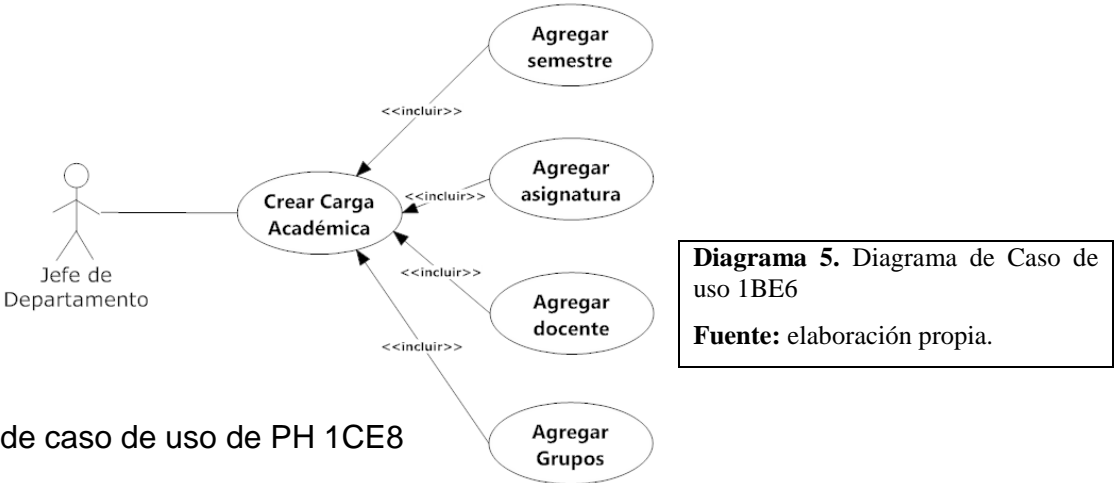 Agregar
semestre
<<incluir>>
Agregar
asignatura
<<incluir>>
Crear Carga
Académica
Jefe de
Departamento
<<incluir>>
Agregar
docente
<<incluir>>
Agregar
Grupos
Diagrama 5. Diagrama de Caso de
uso 1BE6
Fuente: elaboración propia.
de caso de uso de PH 1CE8